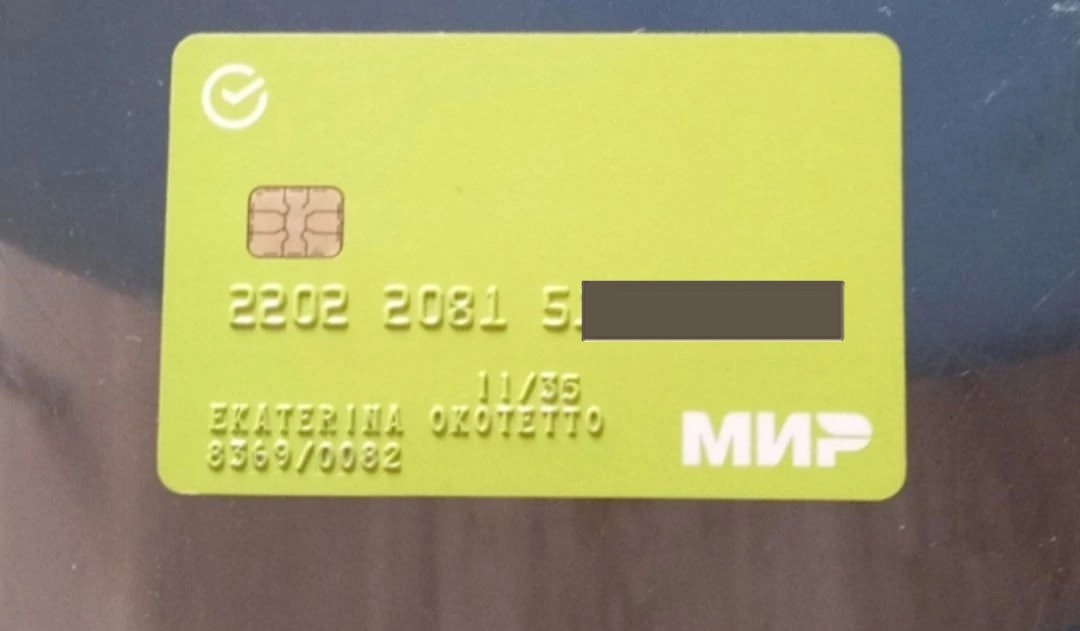 2202 2081 5
11/35
EKATERINA OKOTETTO
8369/0082
МИР